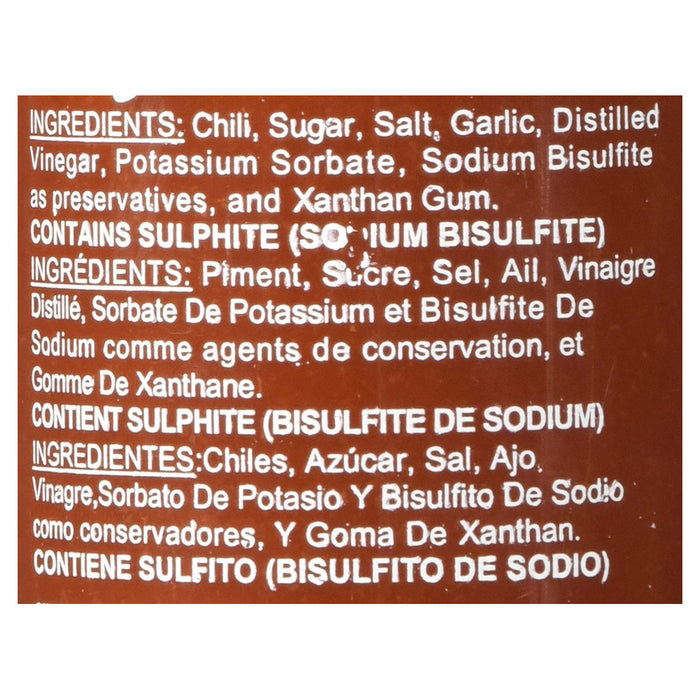 INGREDIENTS: Chili, Sugar, Salt, Garlic, Distilled
Vinegar, Potassium Sorbate, Sodium Bisulfite
as preservatives, and Xanthan Gum.
CONTAINS SULPHITE (SODIUM BISULFITE)
INGRÉDIENTS: Piment, Sucre, Sel, Ail, Vinaigre
Distillé, Sorbate De Potassium et Bisulfite De
Sodium comme agents de conservation, et
Gomme De Xanthane.
CONTIENT SULPHITE (BISULFITE DE SODIUM)
INGREDIENTES:Chiles, Azúcar, Sal, Ajo,
Vinagre,Sorbato De Potasio Y Bisulfito De Sodio
como conservadores, Y Goma De Xanthan.
CONTIENE SULFITO (BISULFITO DE SODIO)